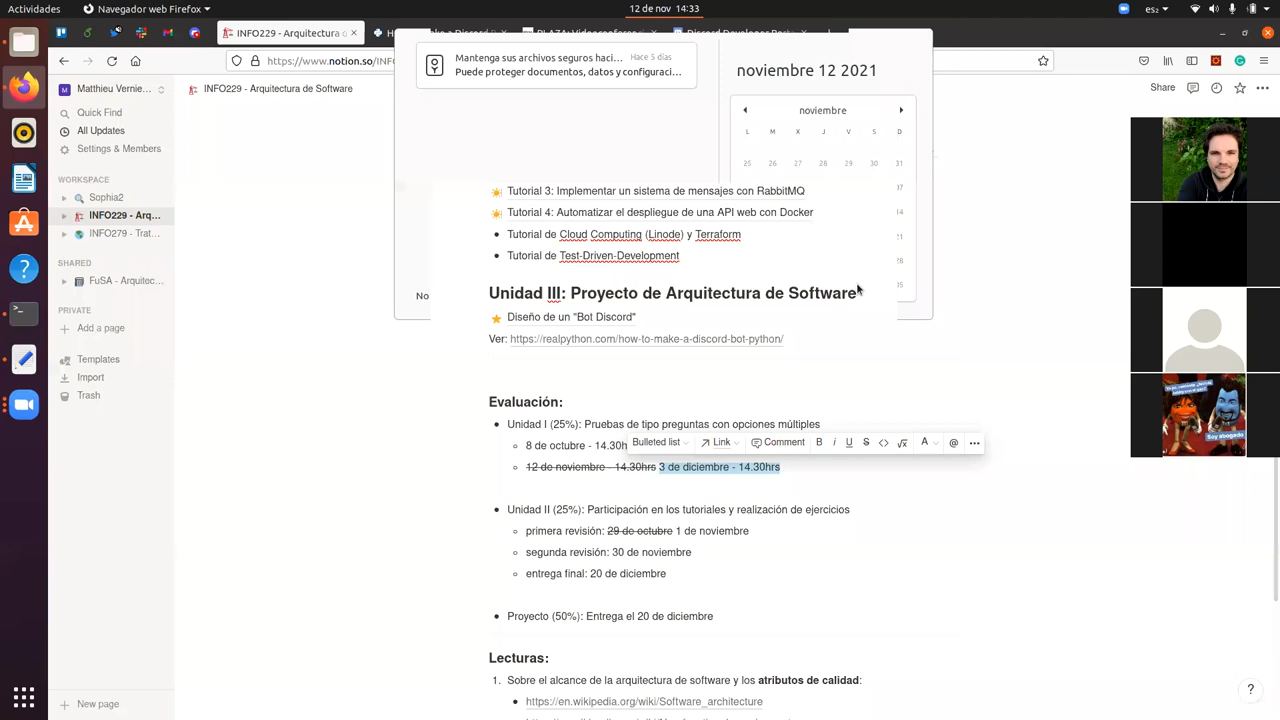 Actividades
Navegador web Firefox
12 de nov 14:33
es₂
INFO229 - Arquitectura
https://www.notion.so/INF
Matthieu Vernie...
INFO229 - Arquitectura de Software
Share
Quick Find
All Updates
Settings & Members
WORKSPACE
Sophia2
INFO229 - Arq...
INFO279 - Trat...
SHARED
FuSA - Arquitec...
PRIVATE
Add a page
Templates
Import
Trash
New page
Mantenga sus archivos seguros haci...
Hace 5 días
Puede proteger documentos, datos y configuraci...
No
noviembre 12 2021
noviembre
L M X J V S D
25 26 27 28 29 30 31
07
14
21
28
05
Tutorial 3: Implementar un sistema de mensajes con RabbitMQ
Tutorial 4: Automatizar el despliegue de una API web con Docker
Tutorial de Cloud Computing (Linode) y Terraform
Tutorial de Test-Driven-Development
Unidad III: Proyecto de Arquitectura de Software
Diseño de un "Bot Discord"
Ver: https://realpython.com/how-to-make-a-discord-bot-python/
Evaluación:
Unidad I (25%): Pruebas de tipo preguntas con opciones múltiples
8 de octubre - 14.30h
Bulleted list
Link
Comment
B i U S <> √x A @ •••
12 de noviembre - 14.30hrs 3 de diciembre - 14.30hrs
Unidad II (25%): Participación en los tutoriales y realización de ejercicios
primera revisión: 29 de octubre 1 de noviembre
segunda revisión: 30 de noviembre
entrega final: 20 de diciembre
Proyecto (50%): Entrega el 20 de diciembre
Lecturas:
1. Sobre el alcance de la arquitectura de software y los atributos de calidad:
https://en.wikipedia.org/wiki/Software_architecture
Soy abogado
?